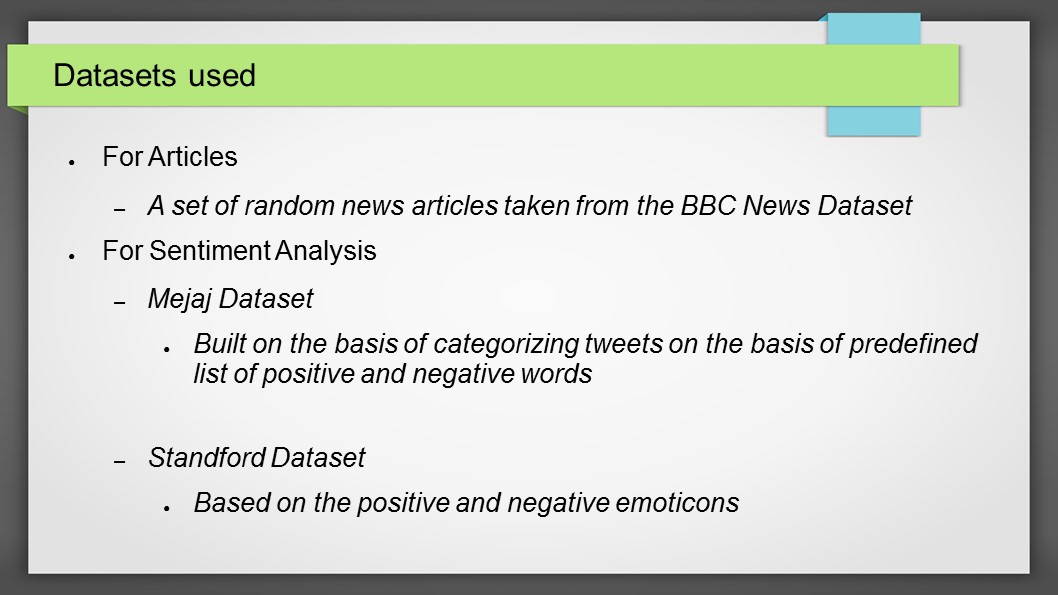 Datasets used
● For Articles
– A set of random news articles taken from the BBC News Dataset
● For Sentiment Analysis
– Mejaj Dataset
● Built on the basis of categorizing tweets on the basis of predefined
list of positive and negative words
– Standford Dataset
● Based on the positive and negative emoticons